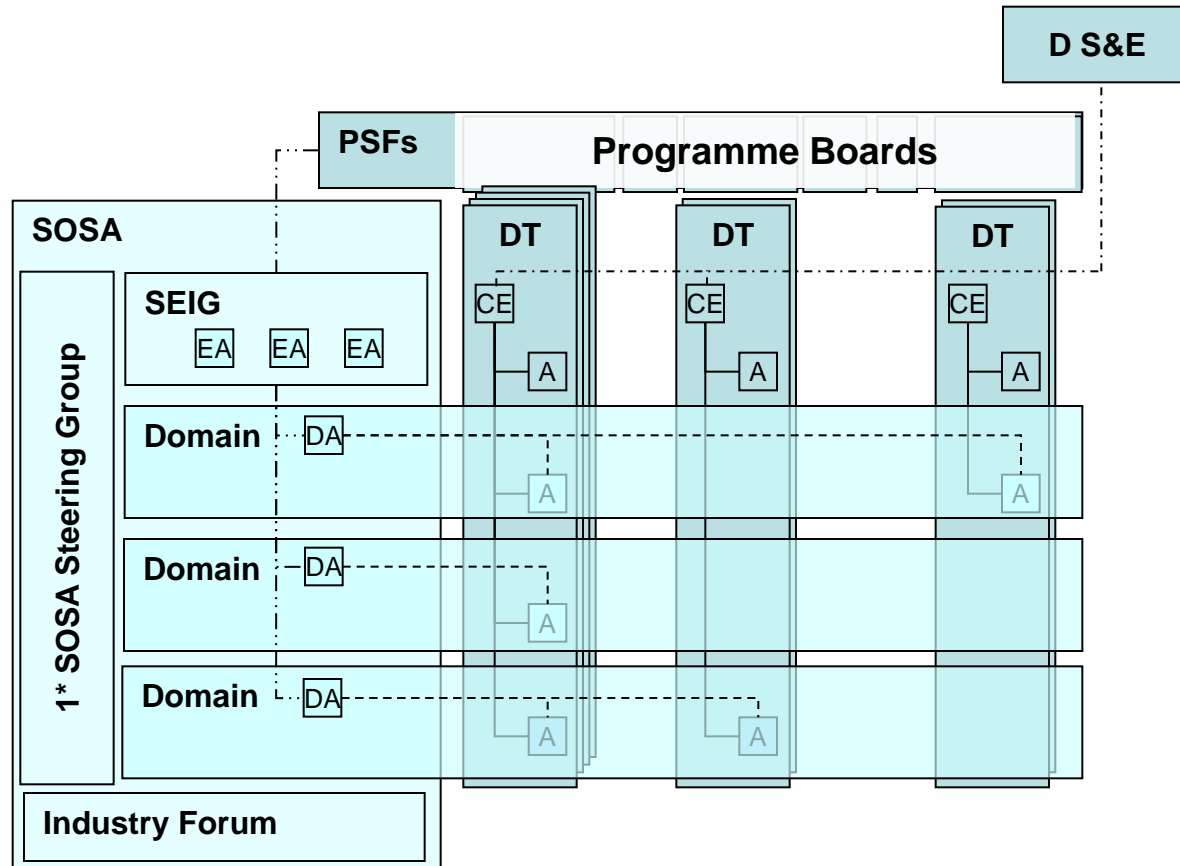 D S&E
PSFs
Programme Boards
SOSA
DT
DT
DT
1* SOSA Steering Group
SEIG
CE
CE
CE
EA
EA
EA
A
A
A
Domain
DA
A
A
Domain
DA
A
Domain
DA
A
A
Industry Forum